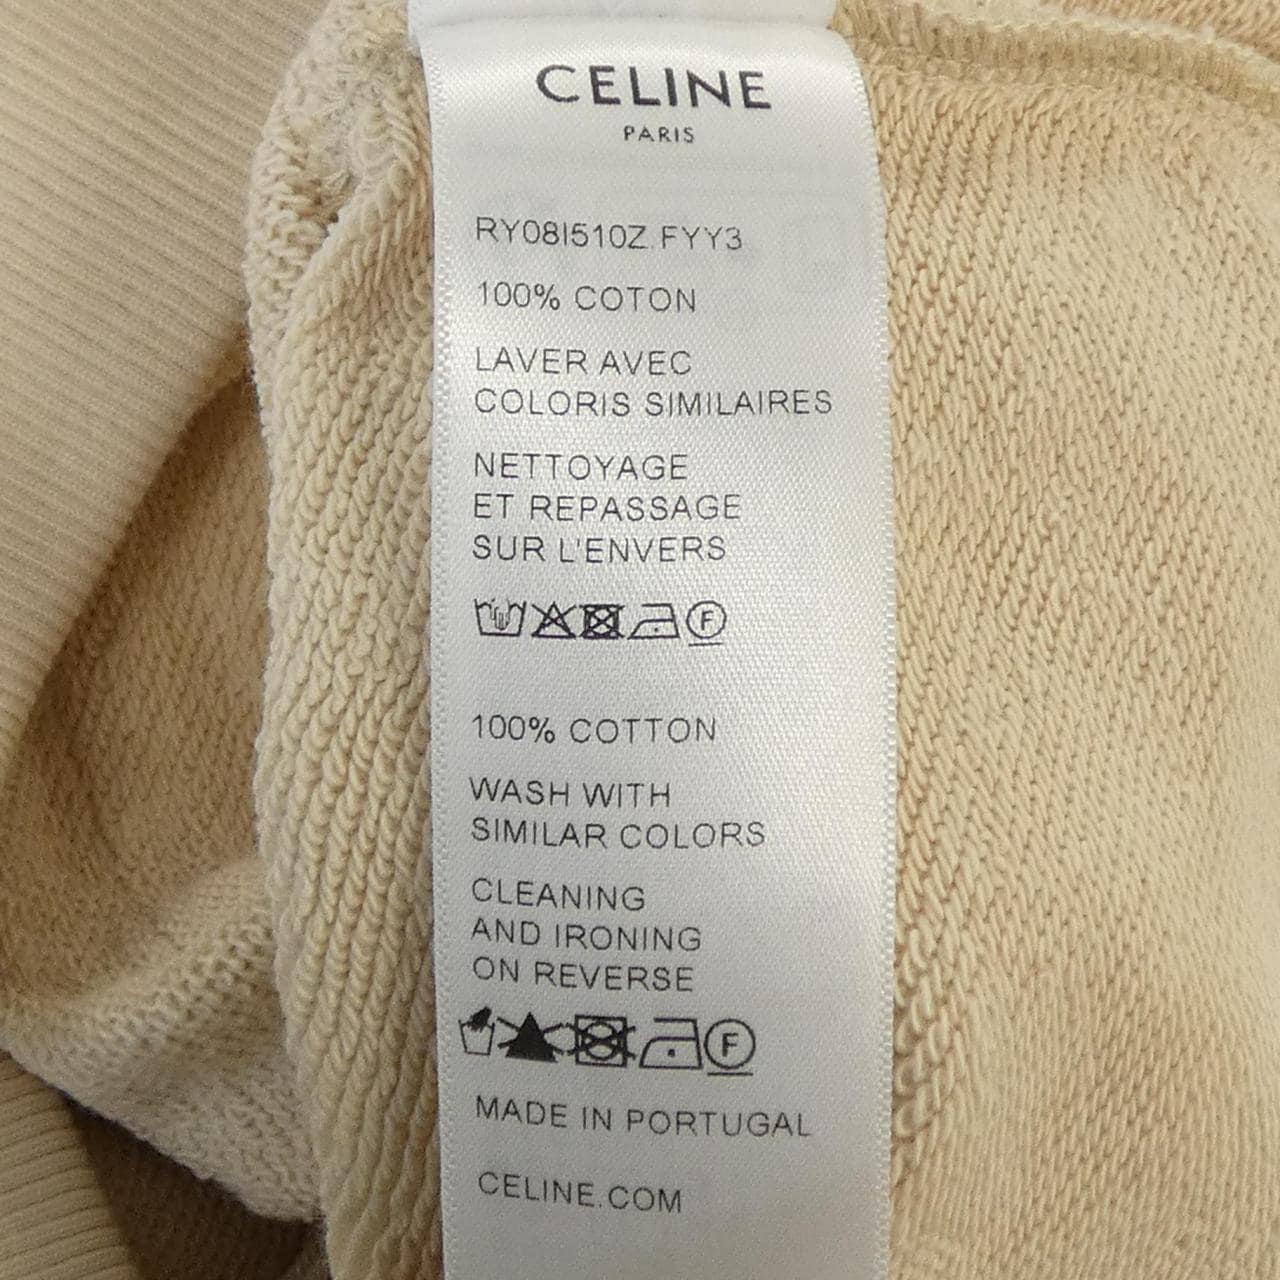 CELINE
PARIS
RY08I510Z.FYY3
100% COTON
LAVER AVEC
COLORIS SIMILAIRES
NETTOYAGE
ET REPASSAGE
SUR L'ENVERS
F
100% COTTON
WASH WITH
SIMILAR COLORS
CLEANING
AND IRONING
ON REVERSE
F
MADE IN PORTUGAL
CELINE.COM